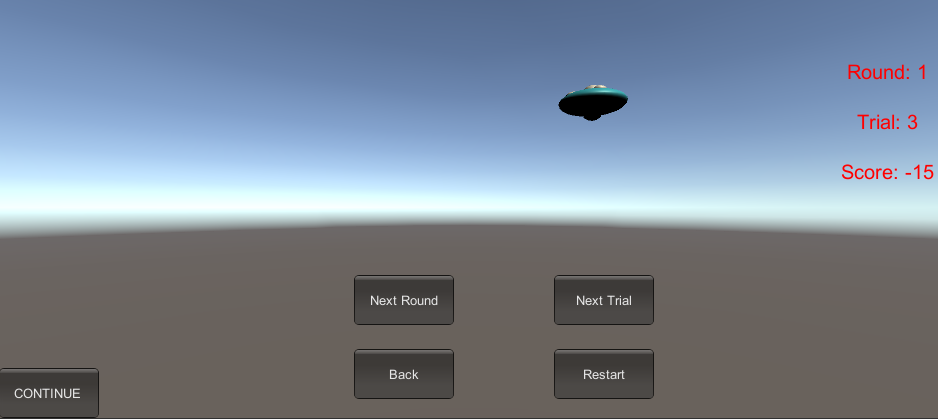 Round: 1
Trial: 3
Score: -15
Next Round
Next Trial
Back
Restart
CONTINUE